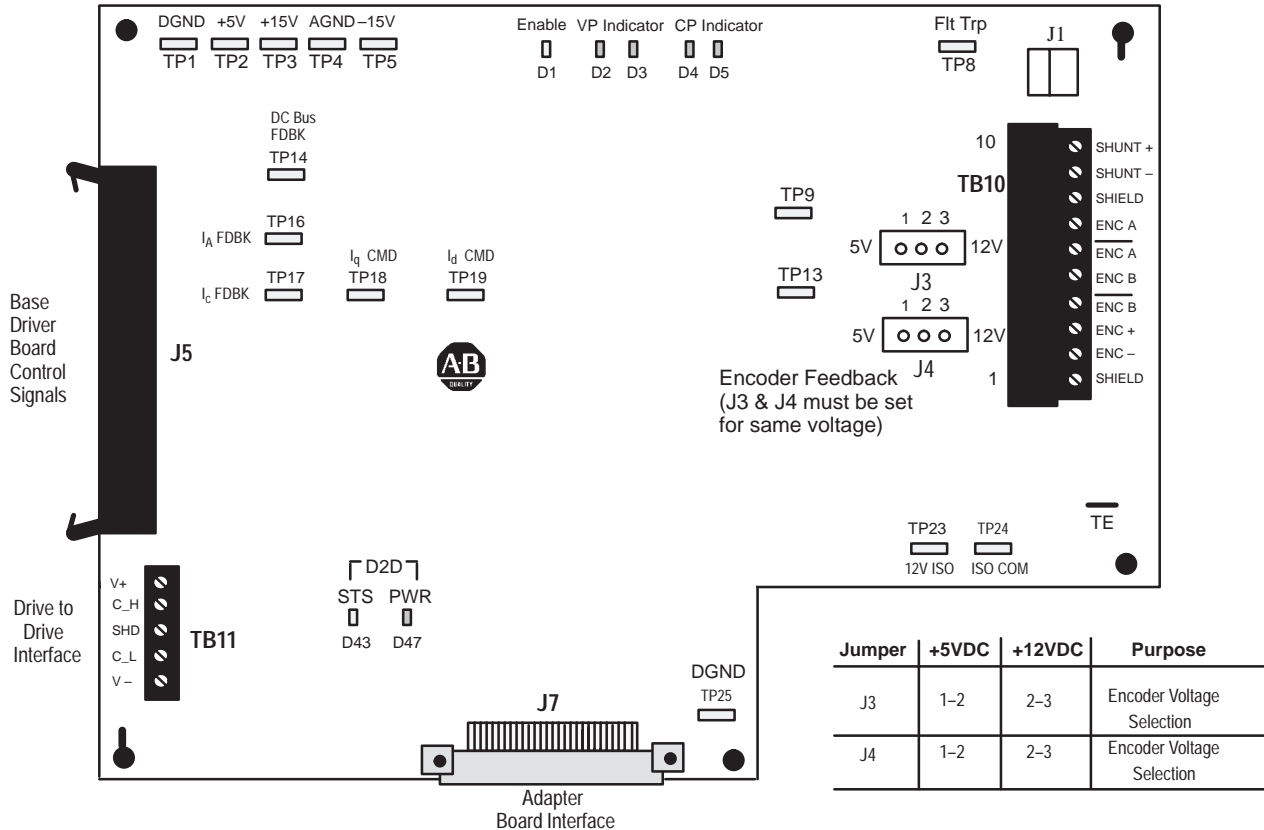 DGND +5V +15V AGND –15V
TP1 TP2 TP3 TP4 TP5
Enable VP Indicator CP Indicator
D1 D2 D3 D4 D5
Flt Trp
TP8
J1
DC Bus
FDBK
TP14
TP16
IA FDBK
TP17
Ic FDBK
Iq CMD
TP18
Id CMD
TP19
TP9
TP13
1 2 3
5V 12V
J3
1 2 3
5V 12V
J4
Encoder Feedback
(J3 & J4 must be set
for same voltage)
10
TB10
1
SHUNT +
SHUNT –
SHIELD
ENC A
ENC A
ENC B
ENC B
ENC +
ENC –
SHIELD
Base
Driver
Board
Control
Signals
J5
A·B
QUALITY
TE
TP23 TP24
12V ISO ISO COM
Drive to
Drive
Interface
V+
C_H
SHD
C_L
V –
TB11
D2D
STS PWR
D43 D47
DGND
TP25
J7
Adapter
Board Interface
Jumper +5VDC +12VDC Purpose
J3 1–2 2–3 Encoder Voltage
Selection
J4 1–2 2–3 Encoder Voltage
Selection